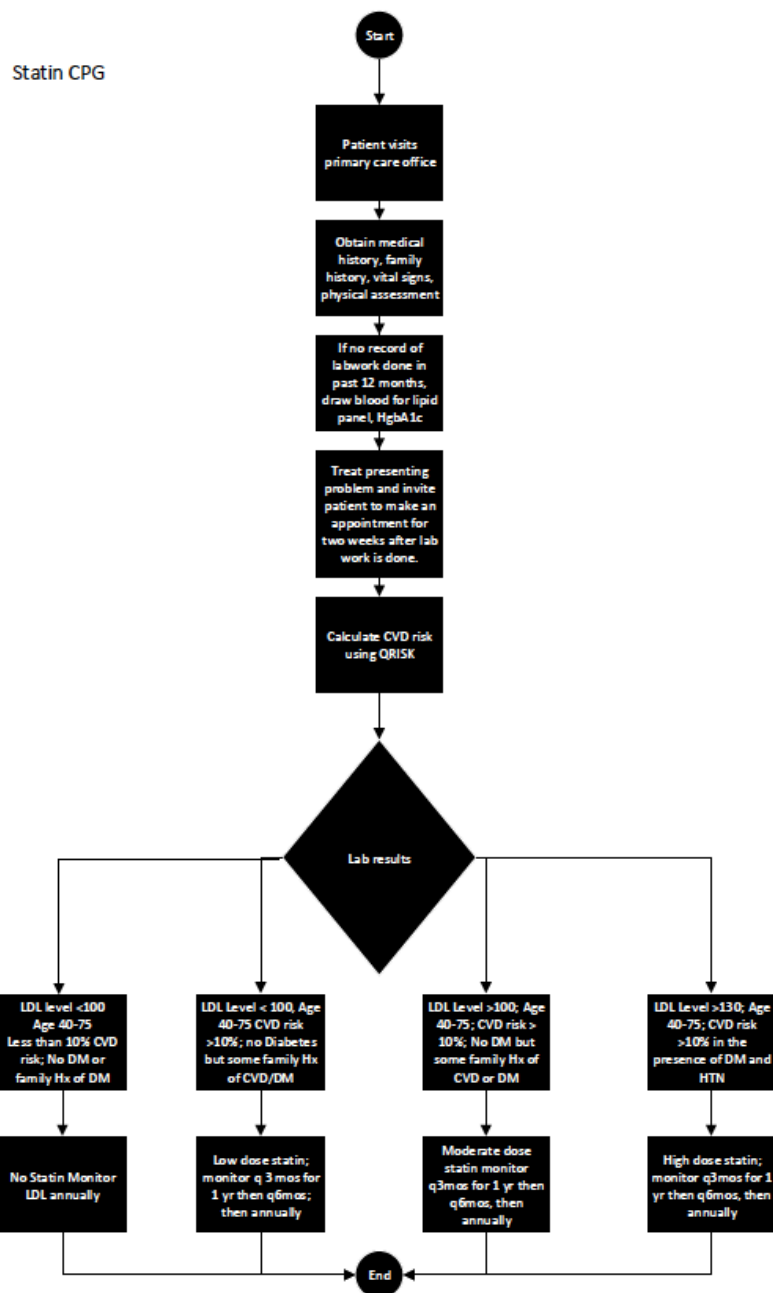 Start
Statin CPG
Patient visits
primary care office
Obtain medical
history, family
history, vital signs,
physical assessment
If no record of
labwork done in
past 12 months,
draw blood for lipid
panel, HgbA1c
Treat presenting
problem and invite
patient to make an
appointment for
two weeks after lab
work is done.
Calculate CVD risk
using QRISK
Lab results
LDL level <100
Age 40-75
Less than 10% CVD
risk; No DM or
family Hx of DM
LDL Level < 100, Age
40-75 CVD risk
>10%; no Diabetes
but some family Hx
of CVD/DM
LDL Level >100; Age
40-75; CVD risk >
10%; No DM but
some family Hx of
CVD or DM
LDL Level >130; Age
40-75; CVD risk
>10% in the
presence of DM and
HTN
No Statin Monitor
LDL annually
Low dose statin;
monitor q 3 mos for
1 yr then q6mos;
then annually
Moderate dose
statin monitor
q3mos for 1 yr then
q6mos, then
annually
High dose statin;
monitor q3mos for 1
yr then q6mos, then
annually
End